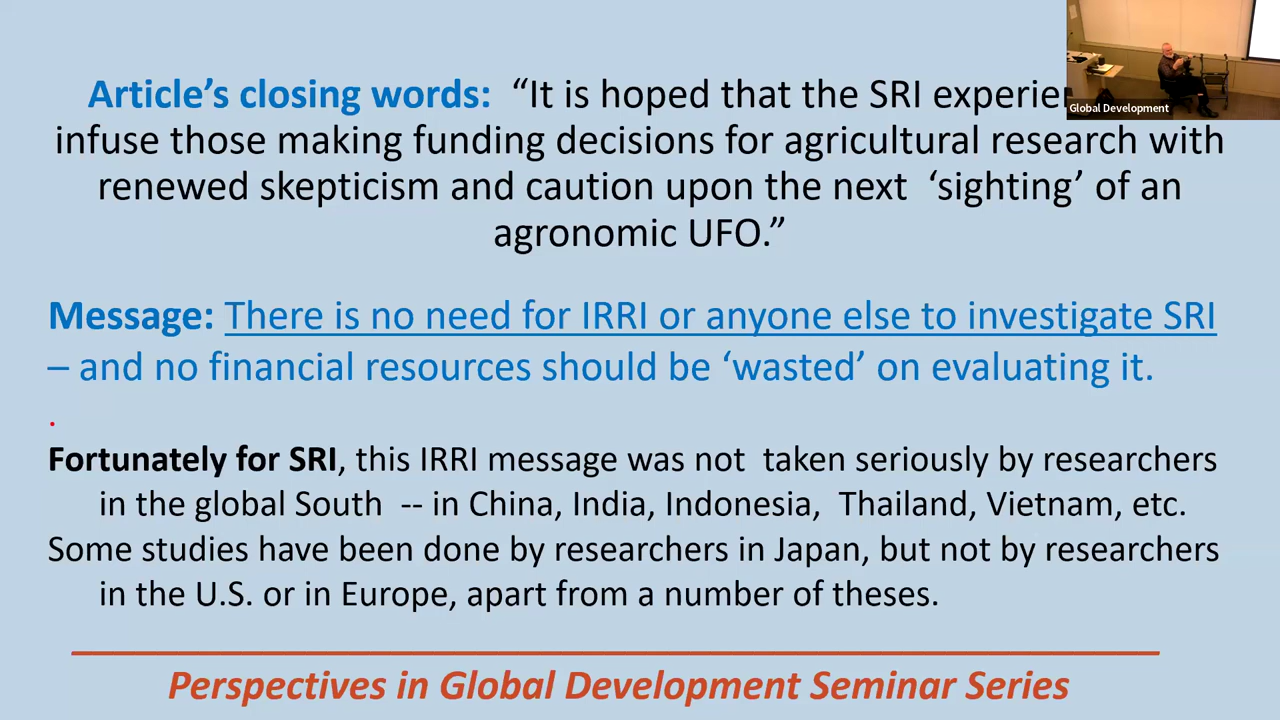 Article’s closing words: “It is hoped that the SRI
infuse those making funding decisions for agricultural research with
renewed skepticism and caution upon the next ‘sighting’ of an
agronomic UFO.”
Message: There is no need for IRRI or anyone else to investigate SRI
– and no financial resources should be ‘wasted’ on evaluating it.
.
Fortunately for SRI, this IRRI message was not taken seriously by researchers
in the global South -- in China, India, Indonesia, Thailand, Vietnam, etc.
Some studies have been done by researchers in Japan, but not by researchers
in the U.S. or in Europe, apart from a number of theses.
Perspectives in Global Development Seminar Series
Global Development